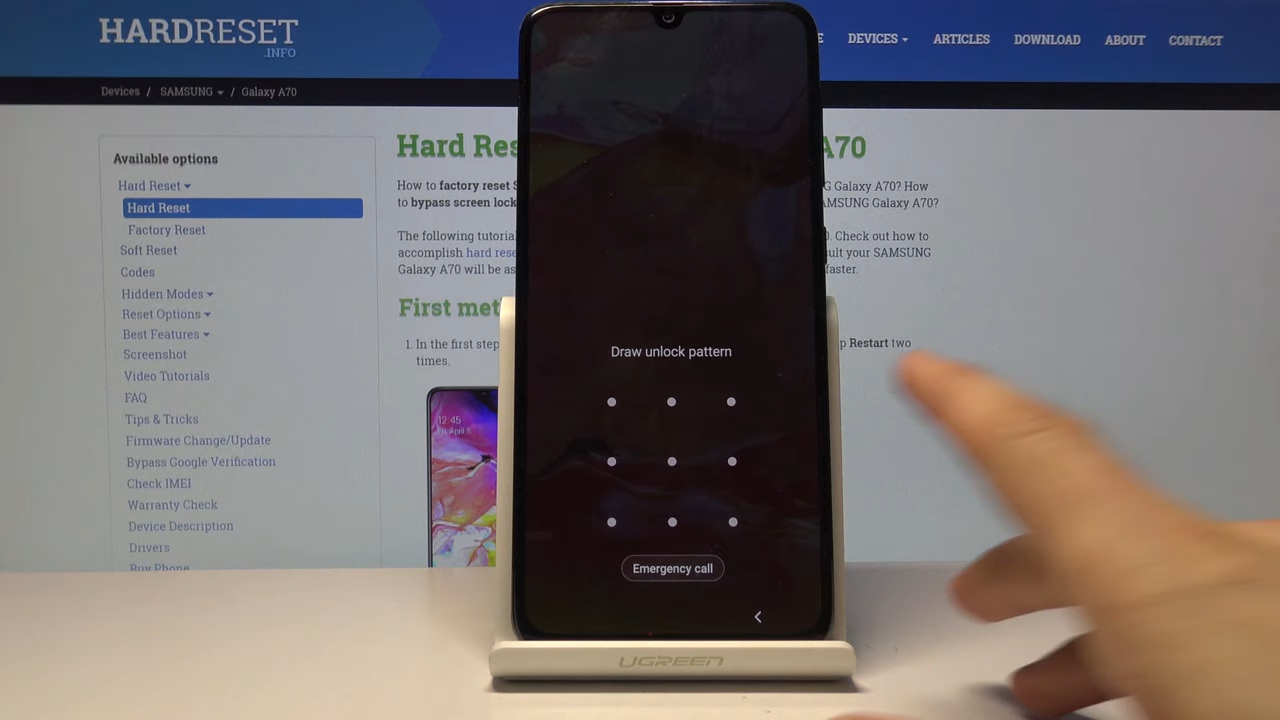 HARDRESET
.INFO
DEVICES
ARTICLES
DOWNLOAD
ABOUT
CONTACT
Devices / SAMSUNG / Galaxy A70
Available options
Hard Reset
Hard Reset
Factory Reset
Soft Reset
Codes
Hidden Modes
Reset Options
Best Features
Screenshot
Video Tutorials
FAQ
Tips & Tricks
Firmware Change/Update
Bypass Google Verification
Check IMEI
Warranty Check
Device Description
Drivers
Buy Phone
Hard Res
A70
How to factory reset S
G Galaxy A70? How
to bypass screen lock
AMSUNG Galaxy A70?
The following tutoria
. Check out how to
accomplish hard rese
sult your SAMSUNG
Galaxy A70 will be as
faster.
First met
1. In the first step
p Restart two
times.
12:45
Draw unlock pattern
Emergency call
UGREEN